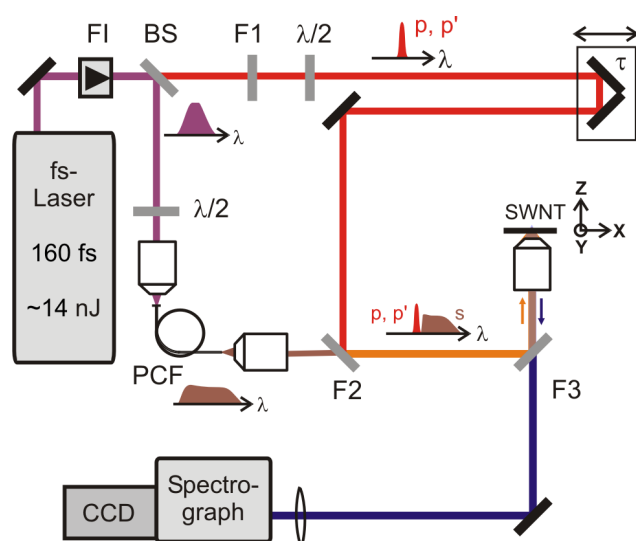 FI
BS
F1
λ/2
p, p'
λ
τ
λ
fs-
Laser
160 fs
~14 nJ
λ/2
SWNT
Z
X
Y
p, p'
s
λ
PCF
F2
F3
λ
CCD
Spectro-
graph